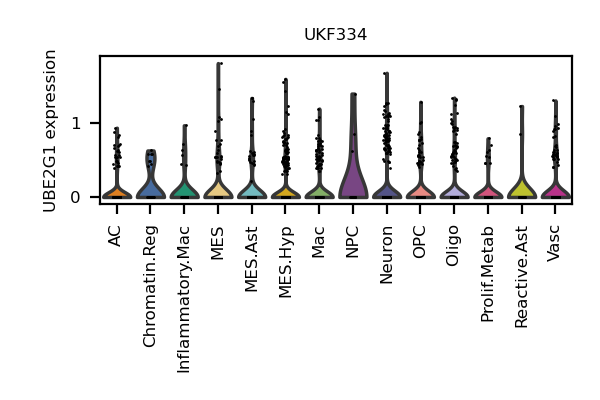 UKF334
UBE2G1 expression
1
0
AC
Chromatin.Reg
Inflammatory.Mac
MES
MES.Ast
MES.Hyp
Mac
NPC
Neuron
OPC
Oligo
Prolif.Metab
Reactive.Ast
Vasc